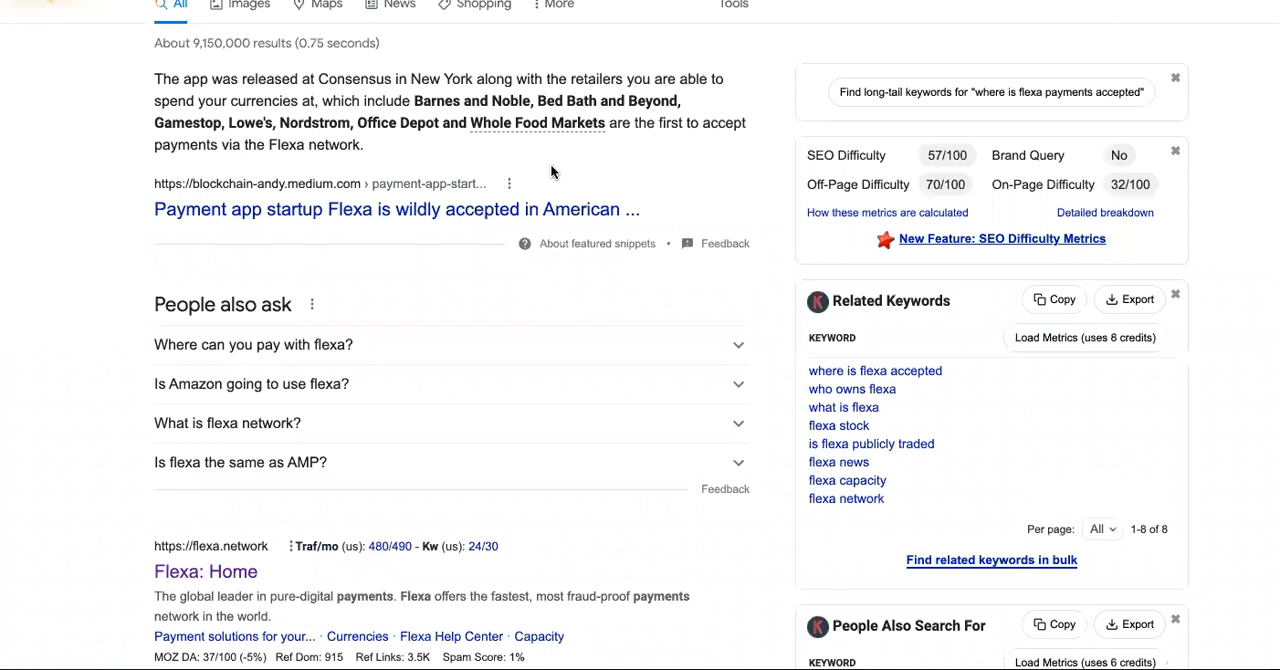 All Images Maps News Shopping More Tools
About 9,150,000 results (0.75 seconds)
The app was released at Consensus in New York along with the retailers you are able to
spend your currencies at, which include Barnes and Noble, Bed Bath and Beyond,
Gamestop, Lowe's, Nordstrom, Office Depot and Whole Food Markets are the first to accept
payments via the Flexa network.
https://blockchain-andy.medium.com › payment-app-start...
Payment app startup Flexa is wildly accepted in American ...
About featured snippets • Feedback
People also ask
Where can you pay with flexa?
Is Amazon going to use flexa?
What is flexa network?
Is flexa the same as AMP?
Feedback
https://flexa.network Traf/mo (us): 480/490 - Kw (us): 24/30
Flexa: Home
The global leader in pure-digital payments. Flexa offers the fastest, most fraud-proof payments
network in the world.
Payment solutions for your... · Currencies · Flexa Help Center · Capacity
MOZ DA: 37/100 (-5%) Ref Dom: 915 Ref Links: 3.5K Spam Score: 1%
Find long-tail keywords for "where is flexa payments accepted"
SEO Difficulty 57/100 Brand Query No
Off-Page Difficulty 70/100 On-Page Difficulty 32/100
How these metrics are calculated Detailed breakdown
New Feature: SEO Difficulty Metrics
K Related Keywords Copy Export
KEYWORD Load Metrics (uses 8 credits)
where is flexa accepted
who owns flexa
what is flexa
flexa stock
is flexa publicly traded
flexa news
flexa capacity
flexa network
Per page: All 1-8 of 8
Find related keywords in bulk
K People Also Search For Copy Export
KEYWORD Load Metrics (uses 6 credits)